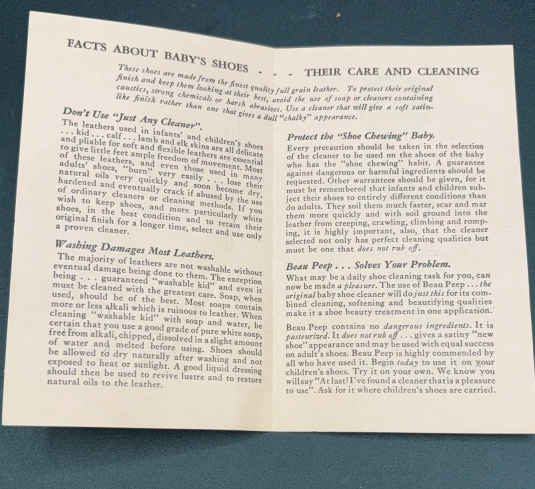 FACTS ABOUT BABY'S SHOES . . . THEIR CARE AND CLEANING
These shoes are made from the finest quality full grain leather. To protect their original
finish and keep them looking at their best, avoid the use of soap or cleaners containing
caustics, strong chemicals or harsh abrasives. Use a cleaner that will give a soft satin-
like finish rather than one that gives a dull "chalky" appearance.
Don't Use "Just Any Cleaner".
The leathers used in infants' and children's shoes
. . . kid . . . calf . . . lamb and elk skins are all delicate
and pliable for soft and flexible leathers are essential
to give little feet ample freedom of movement. Most
of these leathers, and even those used in many
adults' shoes, "burn" very easily . . . lose their
natural oils very quickly and soon become dry,
hardened and eventually crack if abused by the use
of ordinary cleaners or cleaning methods. If you
wish to keep shoes, and more particularly white
shoes, in the best condition and to retain their
original finish for a longer time, select and use only
a proven cleaner.
Washing Damages Most Leathers.
The majority of leathers are not washable without
eventual damage being done to them. The exception
being . . . guaranteed "washable kid" and even it
must be cleaned with the greatest care. Soap, when
used, should be of the best. Most soaps contain
more or less alkali which is ruinous to leather. When
cleaning "washable kid" with soap and water, be
certain that you use a good grade of pure white soap,
free from alkali, chipped, dissolved in a slight amount
of water and melted before using. Shoes should
be allowed to dry naturally after washing and not
exposed to heat or sunlight. A good liquid dressing
should then be used to revive lustre and to restore
natural oils to the leather.
Protect the "Shoe Chewing" Baby.
Every precaution should be taken in the selection
of the cleaner to be used on the shoes of the baby
who has the "shoe chewing" habit. A guarantee
against dangerous or harmful ingredients should be
requested. Other warrantees should be given, for it
must be remembered that infants and children sub-
ject their shoes to entirely different conditions than
do adults. They soil them much faster, scar and mar
them more quickly and with soil ground into the
leather from creeping, crawling, climbing and romp-
ing, it is highly important, also, that the cleaner
selected not only has perfect cleaning qualities but
must be one that does not rub off.
Beau Peep . . . Solves Your Problem.
What may be a daily shoe cleaning task for you, can
now be made a pleasure. The use of Beau Peep . . . the
original baby shoe cleaner will do just this for its com-
bined cleaning, softening and beautifying qualities
make it a shoe beauty treatment in one application.
Beau Peep contains no dangerous ingredients. It is
pasteurized. It does not rub off . . . gives a satiny "new
shoe" appearance and may be used with equal success
on adult's shoes. Beau Peep is highly commended by
all who have used it. Begin today to use it on your
children's shoes. Try it on your own. We know you
will say "At last! I've found a cleaner that is a pleasure
to use". Ask for it where children's shoes are carried.